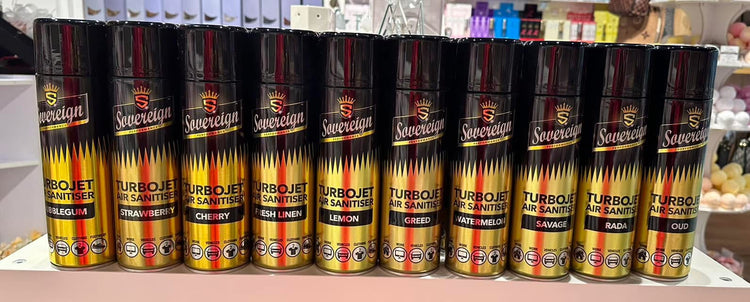 Sovereign
TURBOJET
AIR SANITISER
BBLEGUM
Sovereign
TURBOJET
AIR SANITISER
STRAWBERRY
Sovereign
TURBOJET
AIR SANITISER
CHERRY
Sovereign
TURBOJET
AIR SANITISER
FRESH LINEN
Sovereign
TURBOJET
AIR SANITISER
LEMON
Sovereign
TURBOJET
AIR SANITISER
GREED
Sovereign
TURBOJET
AIR SANITISER
WATERMELON
Sovereign
TURBOJET
AIR SANITISER
SAVAGE
Sovereign
TURBOJET
AIR SANITISER
RADA
Sovereign
TURBOJET
AIR SANITISER
OUD